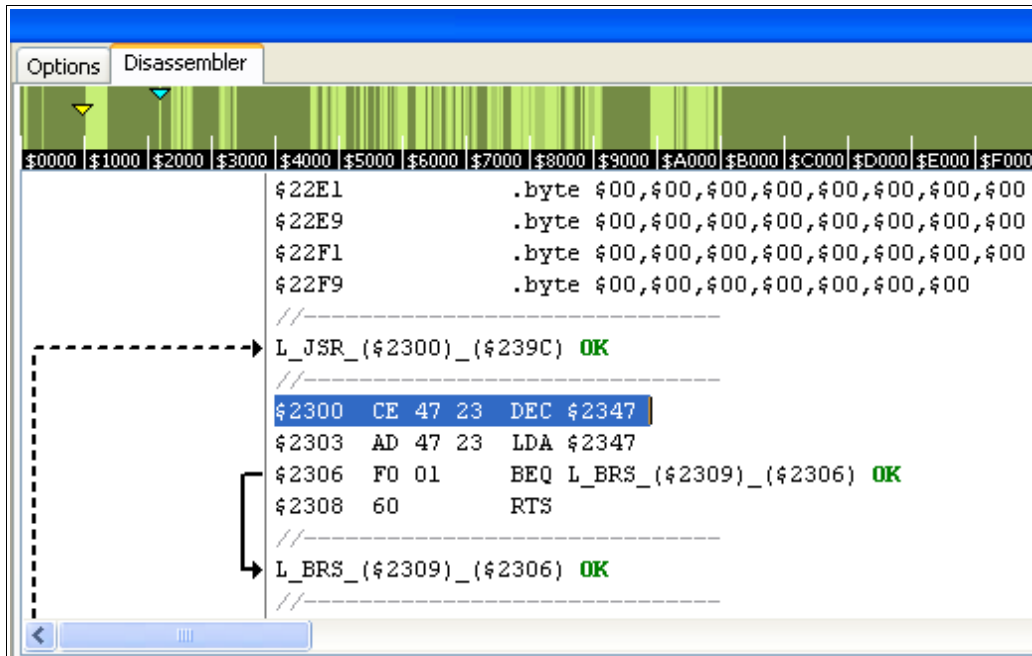 Options Disassembler
$0000 $1000 $2000 $3000 $4000 $5000 $6000 $7000 $8000 $9000 $A000 $B000 $C000 $D000 $E000 $F000
$22E1 .byte $00,$00,$00,$00,$00,$00,$00,$00
$22E9 .byte $00,$00,$00,$00,$00,$00,$00,$00
$22F1 .byte $00,$00,$00,$00,$00,$00,$00,$00
$22F9 .byte $00,$00,$00,$00,$00,$00,$00
//------------------------------
L_JSR_($2300)_($239C) OK
//------------------------------
$2300 CE 47 23 DEC $2347
$2303 AD 47 23 LDA $2347
$2306 F0 01 BEQ L_BRS_($2309)_($2306) OK
$2308 60 RTS
//------------------------------
L_BRS_($2309)_($2306) OK
//------------------------------